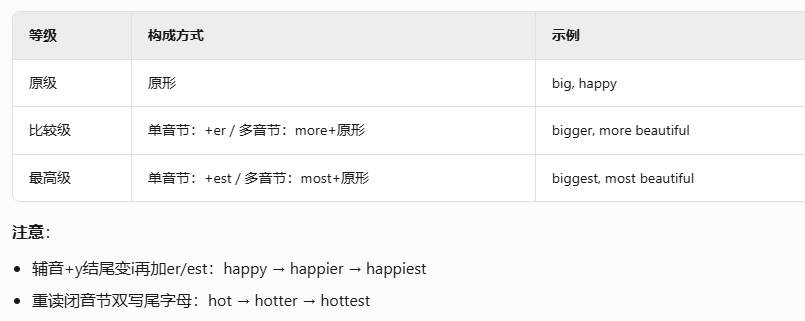 等级 构成方式 示例
原级 原形 big, happy
比较级 单音节：+er / 多音节：more+原形 bigger, more beautiful
最高级 单音节：+est / 多音节：most+原形 biggest, most beautiful
注意：
• 辅音+y结尾变i再加er/est：happy → happier → happiest
• 重读闭音节双写尾字母：hot → hotter → hottest